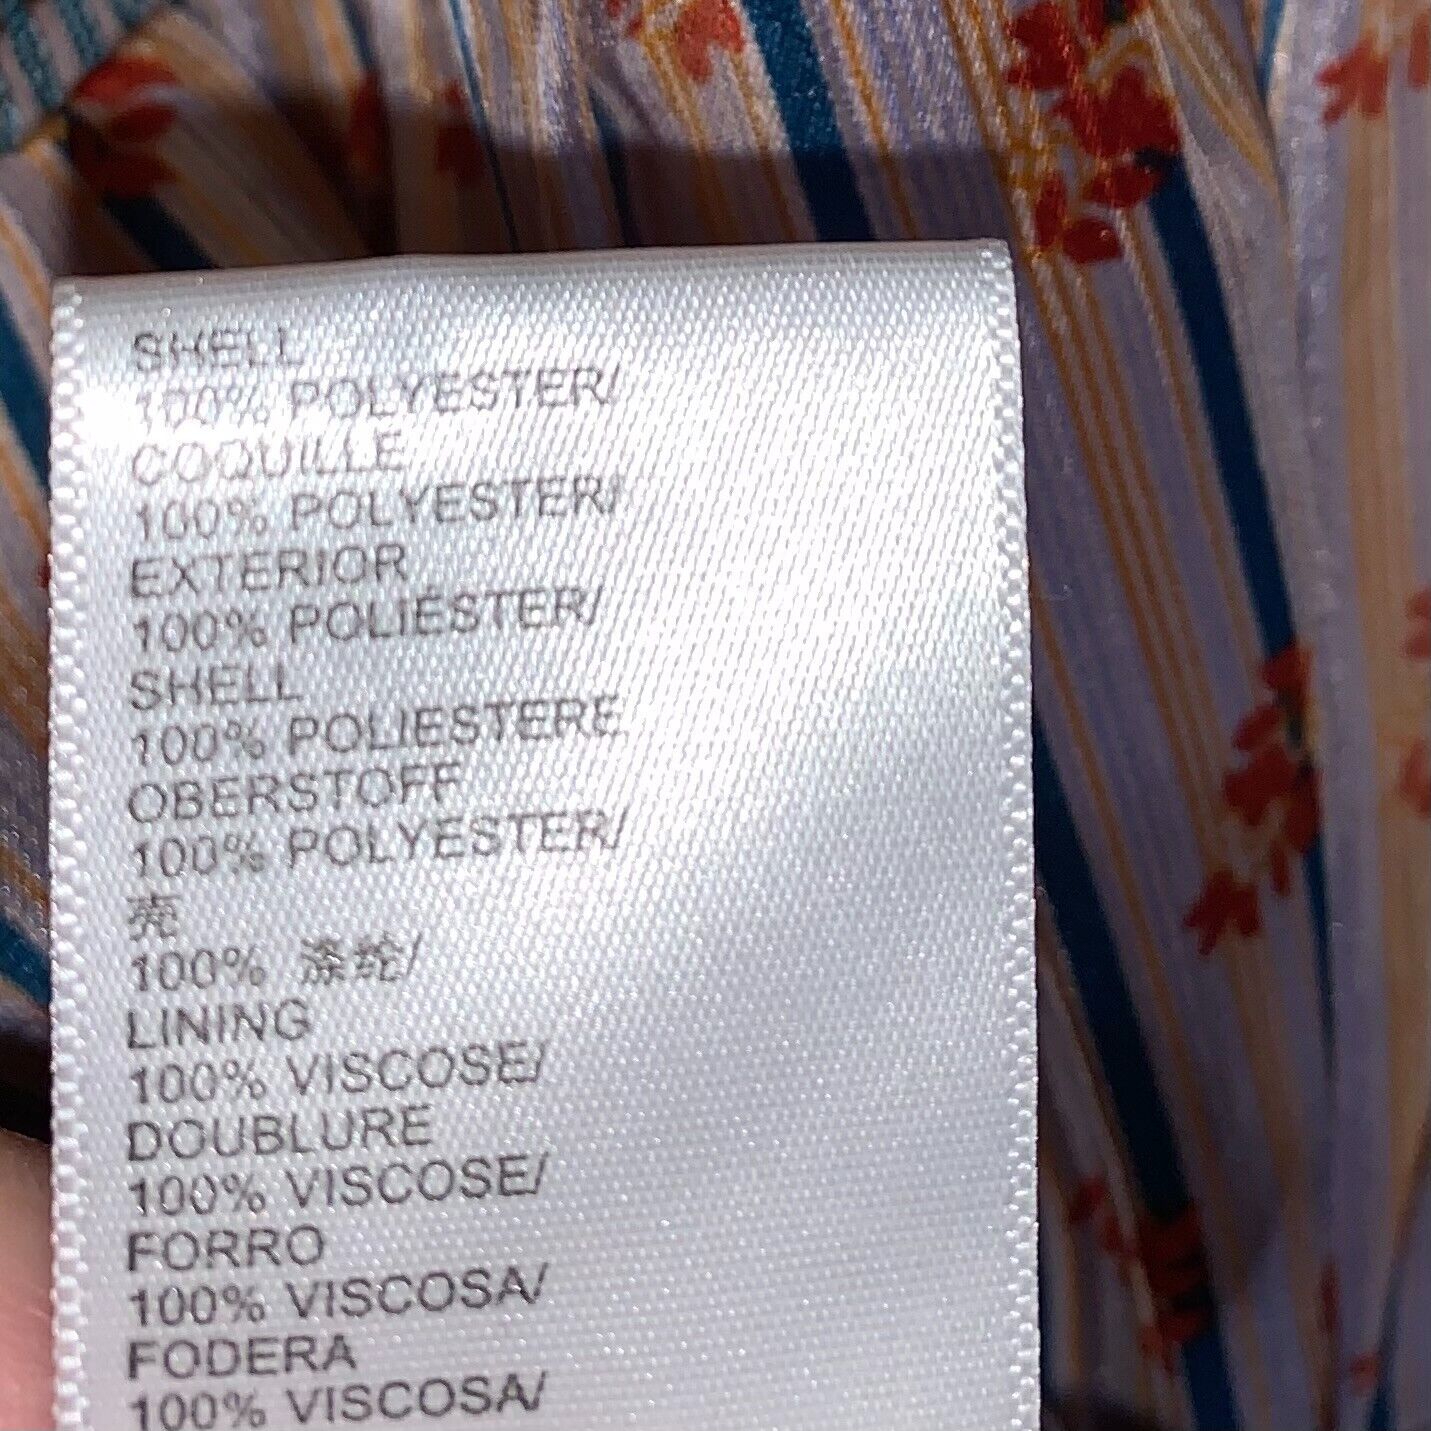 SHELL
100% POLYESTER/
COQUILLE
100% POLYESTER/
EXTERIOR
100% POLIÉSTER/
SHELL
100% POLIESTERE
OBERSTOFF
100% POLYESTER/
壳
100% 涤纶/
LINING
100% VISCOSE/
DOUBLURE
100% VISCOSE/
FORRO
100% VISCOSA/
FODERA
100% VISCOSA/